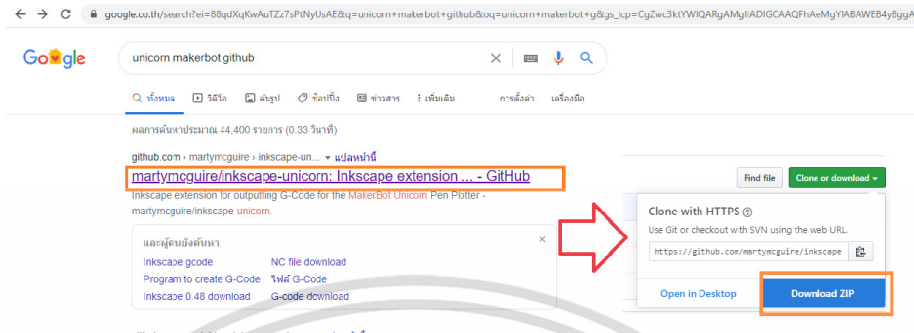 google.co.th/search?ei=88qdXqKwAuTZz7sPtNyUsAE&q=unicorn+makerbot+github&oq=unicorn+makerbot+g&gs_lcp=
Google
unicorn makerbot github
ทั้งหมด วิดีโอ ค้นรูป ช็อปปิ้ง ข่าวสาร เพิ่มเติม การตั้งค่า เครื่องมือ
ผลการค้นหาประมาณ 44,400 รายการ (0.33 วินาที)
github.com › martymcguire › inkscape-un... ▾ แปลหน้านี้
martymcguire/inkscape-unicorn: Inkscape extension ... - GitHub
Inkscape extension for outputting G-Code for the MakerBot Unicorn Pen Plotter -
martymcguire/inkscape unicorn.
และผู้คนยังค้นหา
Inkscape gcode NC file download
Program to create G-Code ไฟล์ G-Code
Inkscape 0.48 download G-code download
Find file Clone or download
Clone with HTTPS
Use Git or checkout with SVN using the web URL.
https://github.com/martymcguire/inkscape
Open in Desktop Download ZIP